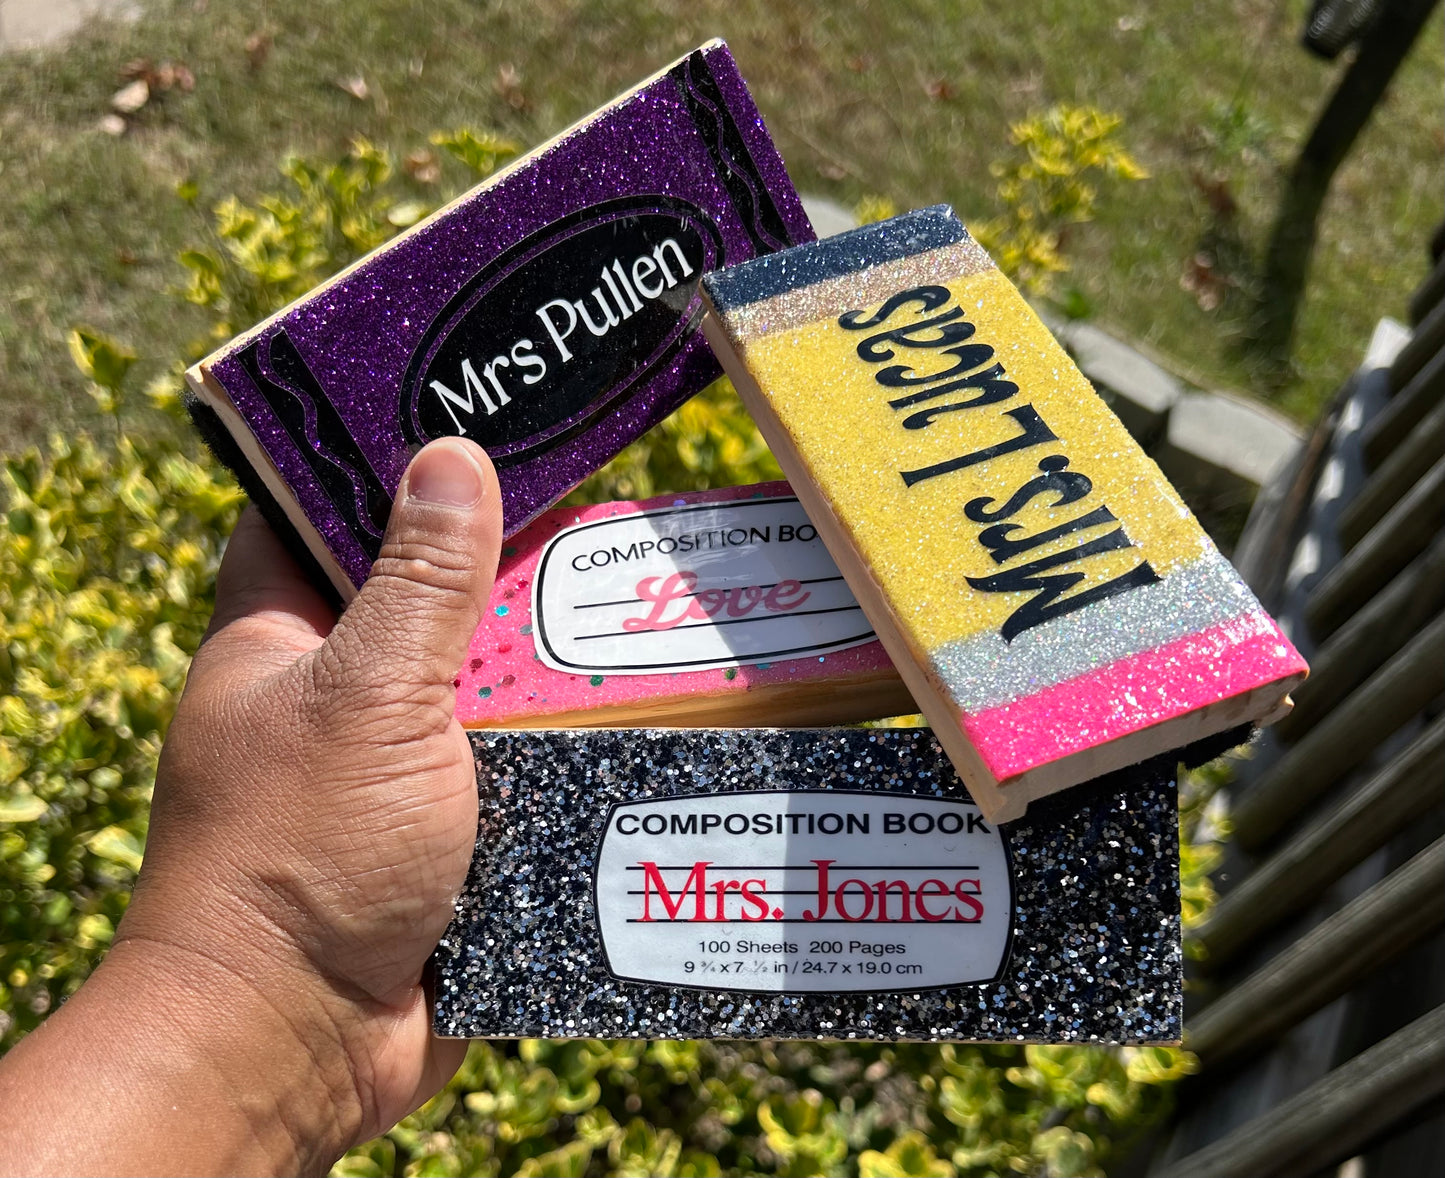 Mrs Pullen
Mrs. Lucas
COMPOSITION BO
Love
COMPOSITION BOOK
Mrs. Jones
100 Sheets 200 Pages
9 ¾ x 7 ½ in / 24.7 x 19.0 cm